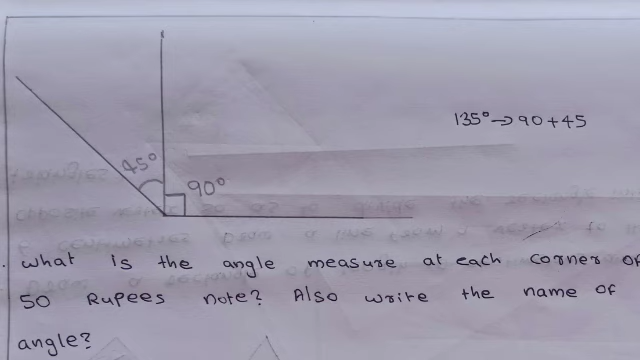 135° → 90 + 45
45°
90°
what is the angle measure at each corner of
50 Rupees note? Also write the name of
angle?